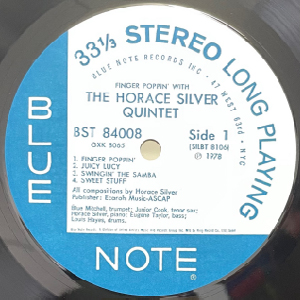 33⅓ STEREO LONG PLAYING
BLUE NOTE RECORDS INC · 47 WEST 63rd · NYC
FINGER POPPIN' WITH
THE HORACE SILVER
QUINTET
BST 84008
Side 1
(SILBT 8106)
℗ 1978
1. FINGER POPPIN'
2. JUICY LUCY
3. SWINGIN' THE SAMBA
4. SWEET STUFF
All compositions by Horace Silver
Publisher: Ecaroh Music-ASCAP
Blue Mitchell, trumpet; Junior Cook, tenor sax;
Horace Silver, piano; Eugene Taylor, bass;
Louis Hayes, drums.
BLUE
NOTE ®